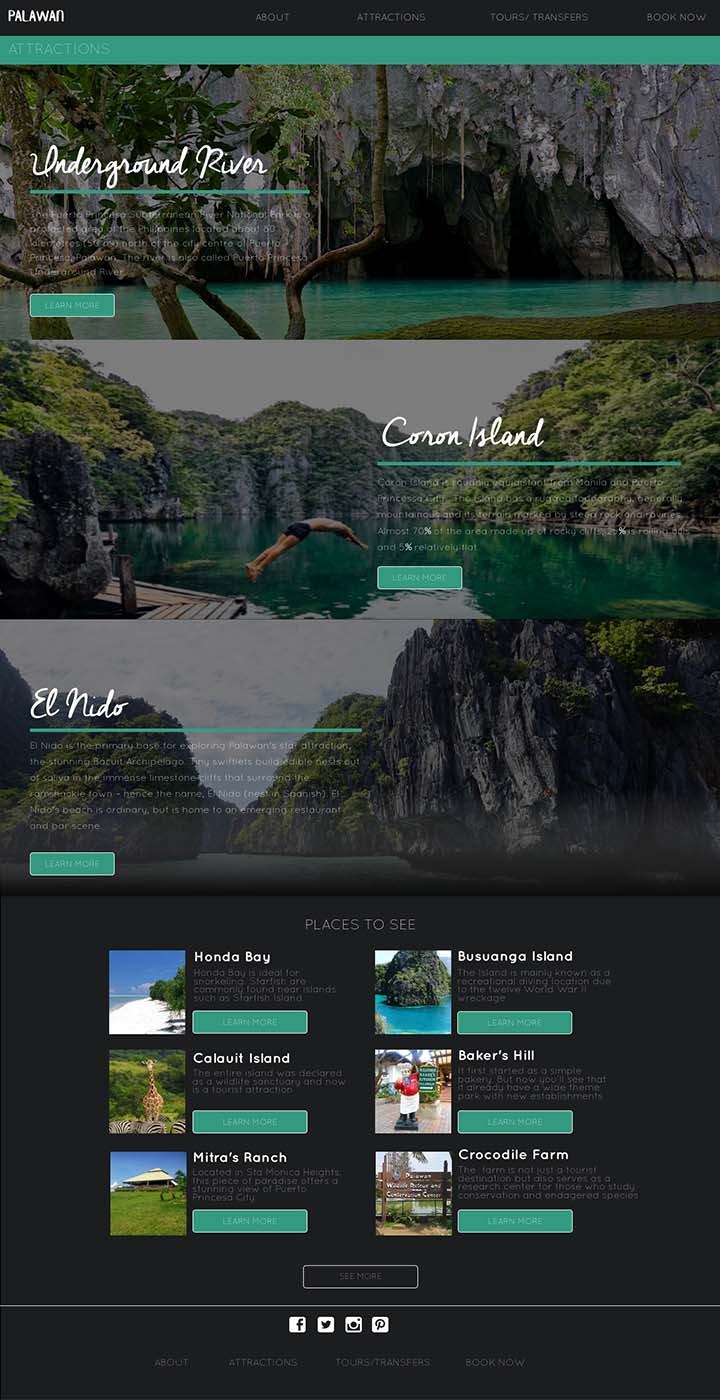 PALAWAN ABOUT ATTRACTIONS TOURS/ TRANSFERS BOOK NOW
ATTRACTIONS
Underground River
The Puerto Princesa Subterranean River National Park is a
protected area of the Philippines located about 80
kilometres (50 mi) north of the city centre of Puerto
Princesa, Palawan. The river is also called Puerto Princesa
Underground River.
LEARN MORE
Coron Island
Coron Island is roughly equidistant from Manila and Puerto
Princessa City. The Island has a rugged topography, generally
mountainous and its terrain marked by steep rock and ravines.
Almost 70% of the area made up of rocky cliffs, 25% is rolling hills
and 5% relatively flat.
LEARN MORE
El Nido
El Nido is the primary base for exploring Palawan's star attraction,
the stunning Bacuit Archipelago. Tiny swiftlets build edible nests out
of saliva in the immense limestone cliffs that surround the
ramshackle town – hence the name, El Nido (nest in Spanish). El
Nido's beach is ordinary, but is home to an emerging restaurant
and bar scene.
LEARN MORE
PLACES TO SEE
Honda Bay
Honda Bay is ideal for
snorkeling. Starfish are
commonly found near islands
such as Starfish Island.
LEARN MORE
Busuanga Island
The Island is mainly known as a
recreational diving location due
to the twelve World War II
wreckage
LEARN MORE
Calauit Island
The entire island was declared
as a wildlife sanctuary and now
is a tourist attraction
LEARN MORE
Baker's Hill
It first started as a simple
bakery. But now you'll see that
it already have a wide theme
park with new establishments
LEARN MORE
Mitra's Ranch
Located in Sta Monica Heights,
this piece of paradise offers a
stunning view of Puerto
Princesa City.
LEARN MORE
Palawan
Wildlife Rescue and
Conservation Center
Crocodile Farm
The farm is not just a tourist
destination but also serves as a
research center for those who study
conservation and endagered species
LEARN MORE
SEE MORE
ABOUT ATTRACTIONS TOURS/TRANSFERS BOOK NOW